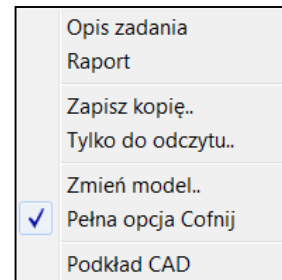 Opis zadania
Raport
Zapisz kopię..
Tylko do odczytu..
Zmień model..
Pełna opcja Cofnij
Podkład CAD